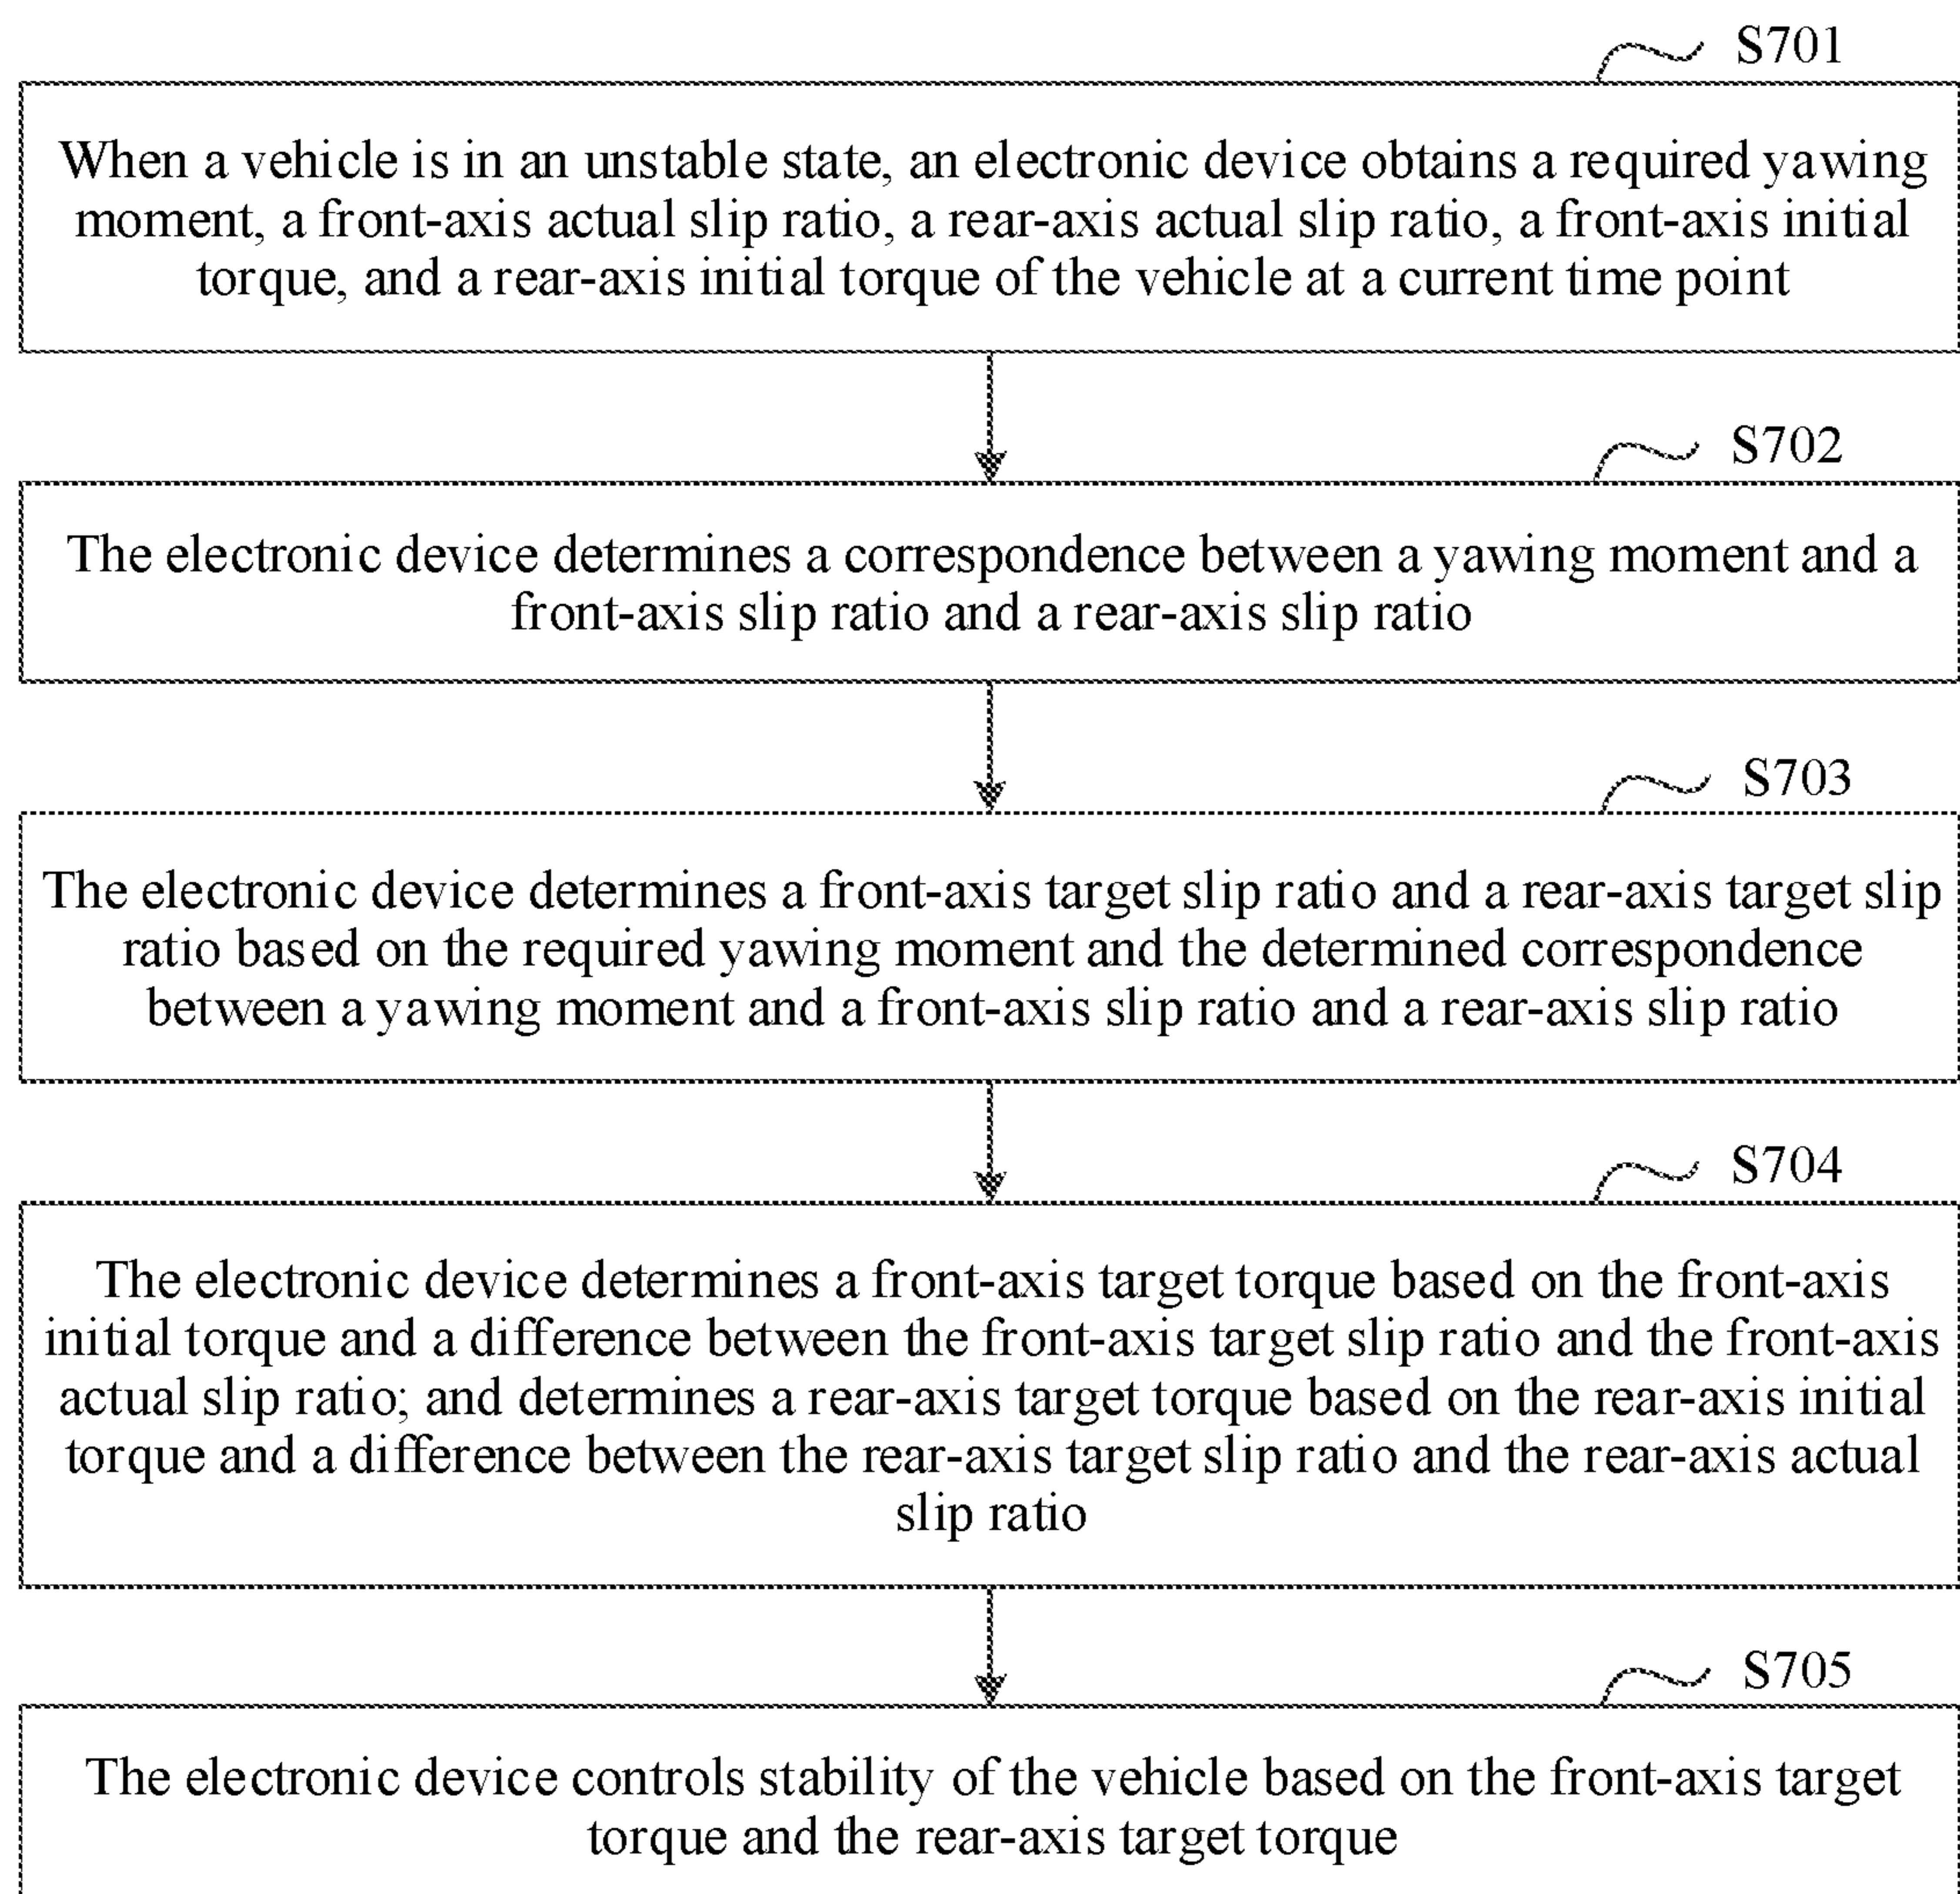 S701
When a vehicle is in an unstable state, an electronic device obtains a required yawing
moment, a front-axis actual slip ratio, a rear-axis actual slip ratio, a front-axis initial
torque, and a rear-axis initial torque of the vehicle at a current time point
S702
The electronic device determines a correspondence between a yawing moment and a
front-axis slip ratio and a rear-axis slip ratio
S703
The electronic device determines a front-axis target slip ratio and a rear-axis target slip
ratio based on the required yawing moment and the determined correspondence
between a yawing moment and a front-axis slip ratio and a rear-axis slip ratio
S704
The electronic device determines a front-axis target torque based on the front-axis
initial torque and a difference between the front-axis target slip ratio and the front-axis
actual slip ratio; and determines a rear-axis target torque based on the rear-axis initial
torque and a difference between the rear-axis target slip ratio and the rear-axis actual
slip ratio
S705
The electronic device controls stability of the vehicle based on the front-axis target
torque and the rear-axis target torque